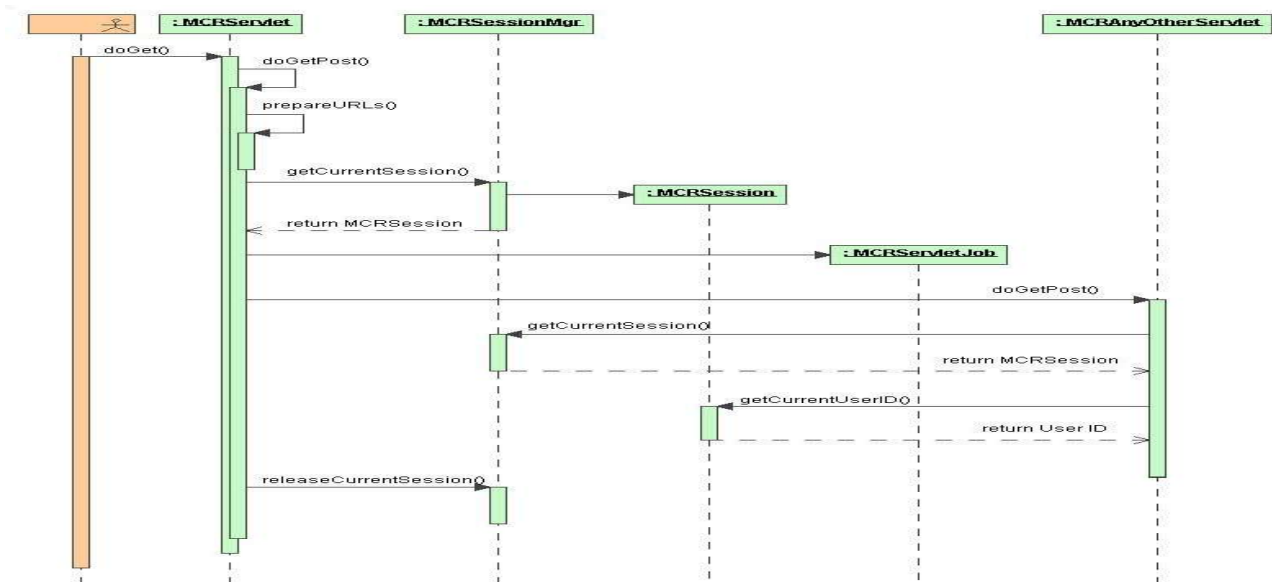 : MCRServlet
: MCRSessionMgr
: MCRAnyOtherServlet
doGet()
doGetPost()
prepareURLs()
getCurrentSession()
: MCRSession
return MCRSession
: MCRServletJob
doGetPost()
getCurrentSession()
return MCRSession
getCurrentUserID()
return User ID
releaseCurrentSession()